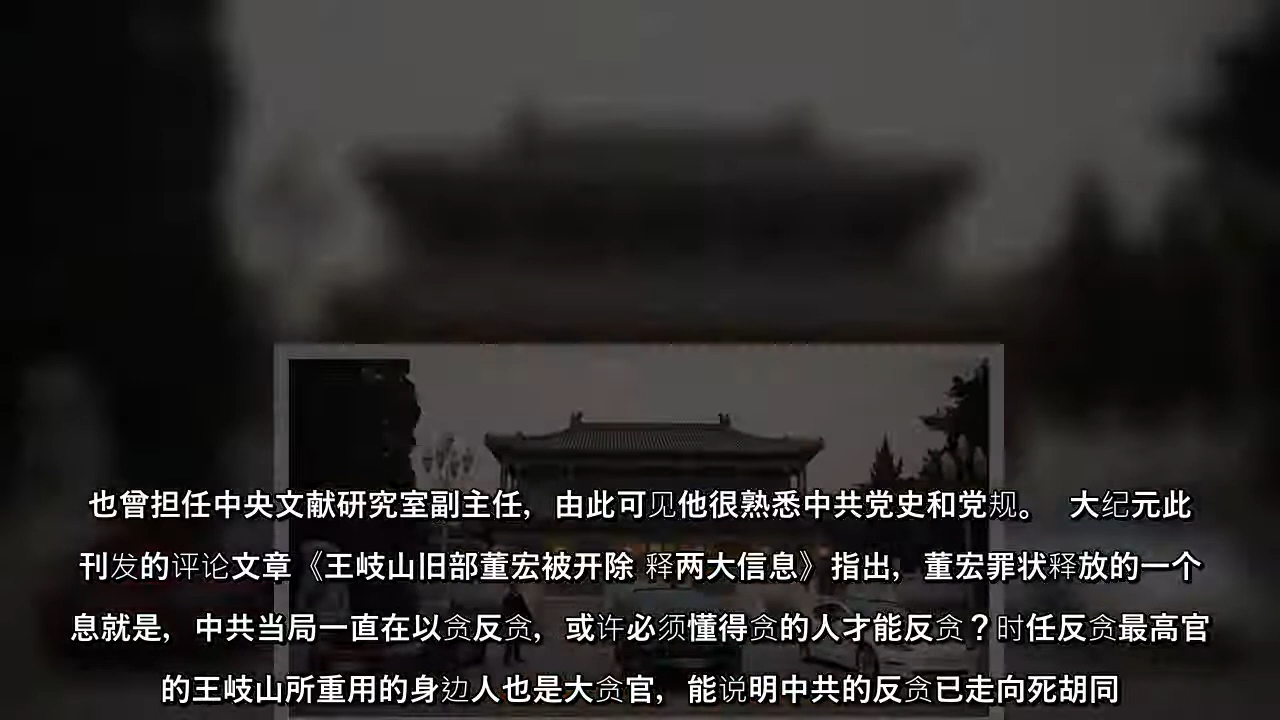 也曾担任中央文献研究室副主任，由此可见他很熟悉中共党史和党规。 大纪元此
刊发的评论文章《王岐山旧部董宏被开除 释两大信息》指出，董宏罪状释放的一个
息就是，中共当局一直在以贪反贪，或许必须懂得贪的人才能反贪？时任反贪最高官
的王岐山所重用的身边人也是大贪官，能说明中共的反贪已走向死胡同